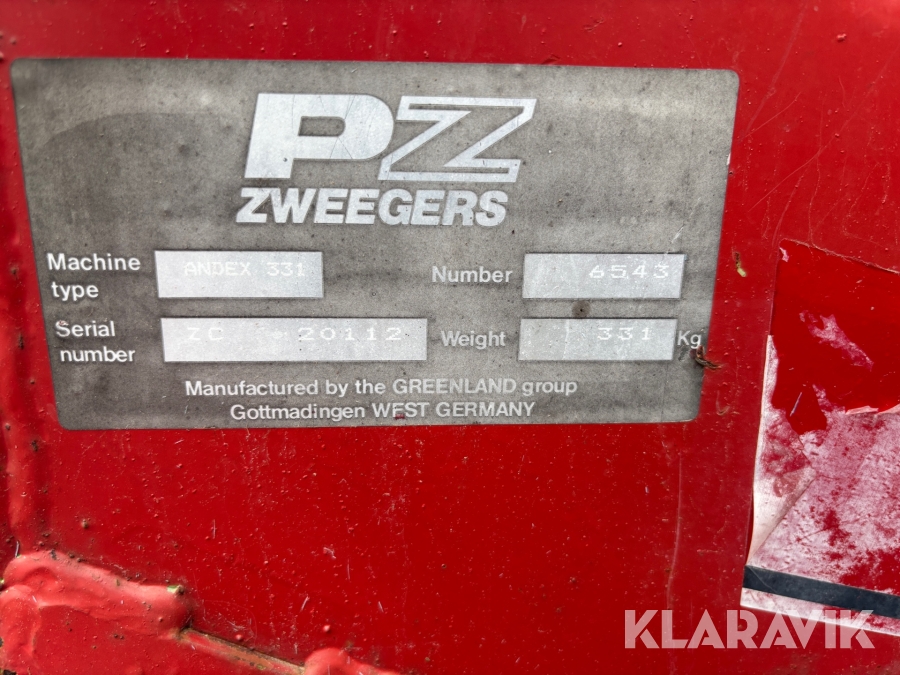 PZ
ZWEEGERS
Machine type ANDEX 331 Number 6543
Serial number ZC 20112 Weight 331 Kg
Manufactured by the GREENLAND group
Gottmadingen WEST GERMANY
KLARAVIK